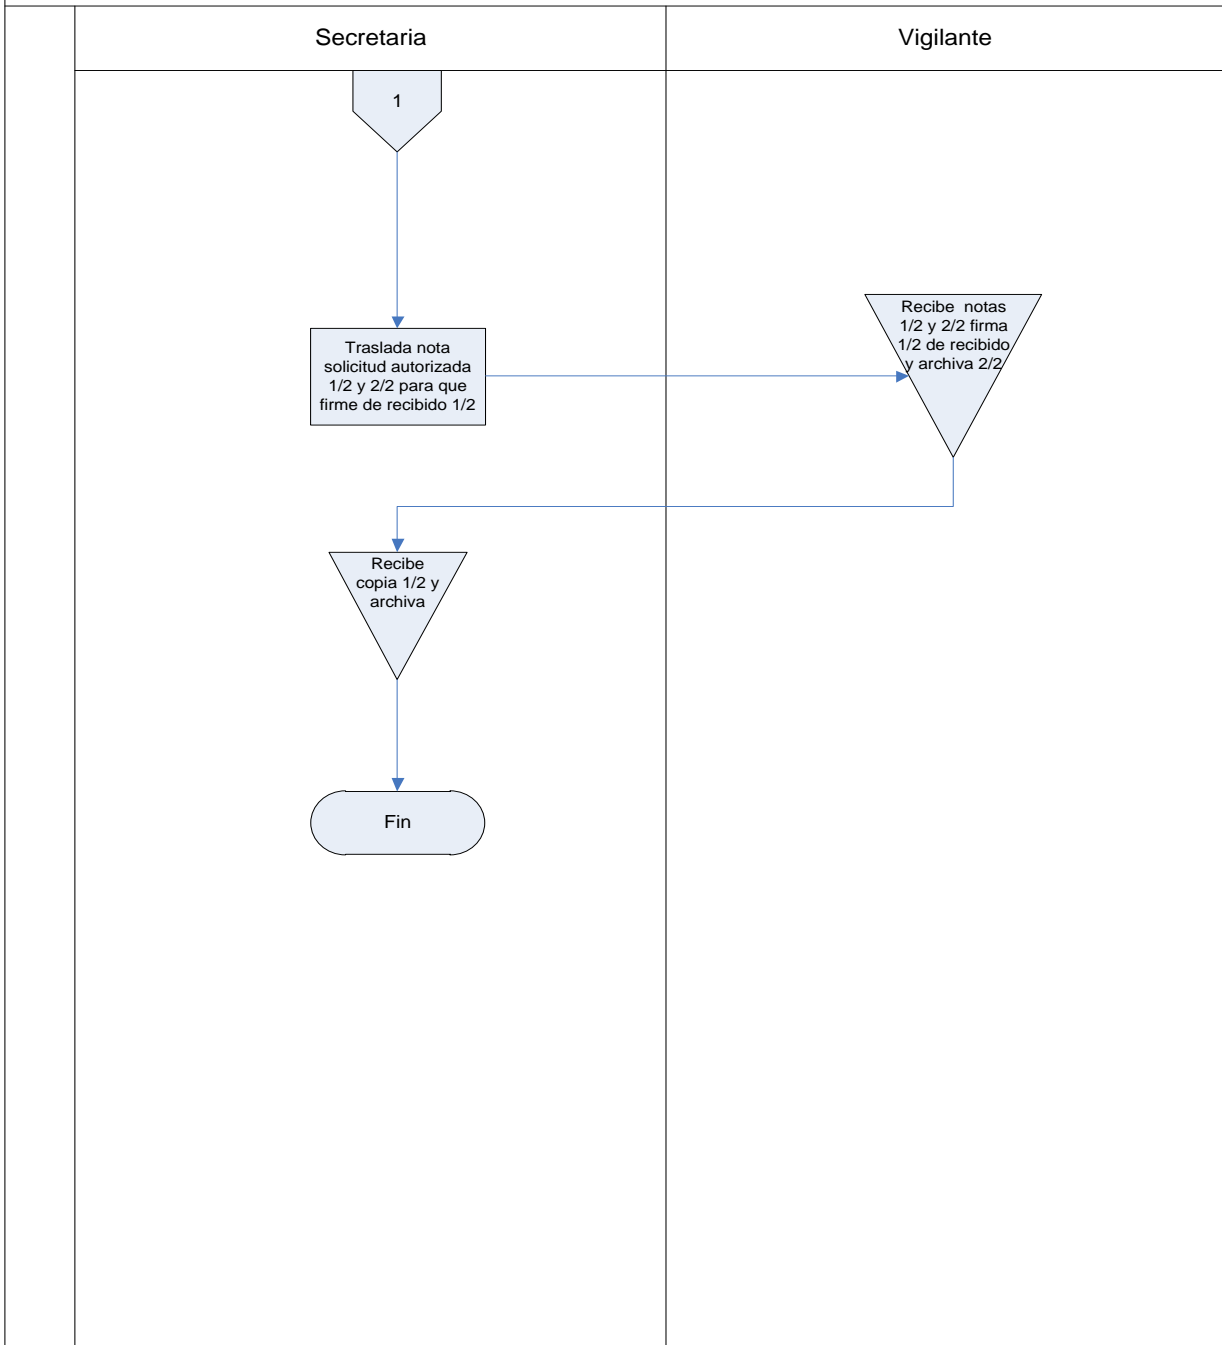 Secretaria
Vigilante
1
Traslada nota
solicitud autorizada
1/2 y 2/2 para que
firme de recibido 1/2
Recibe  notas
1/2 y 2/2 firma
1/2 de recibido
y archiva 2/2
Recibe
copia 1/2 y
archiva
Fin